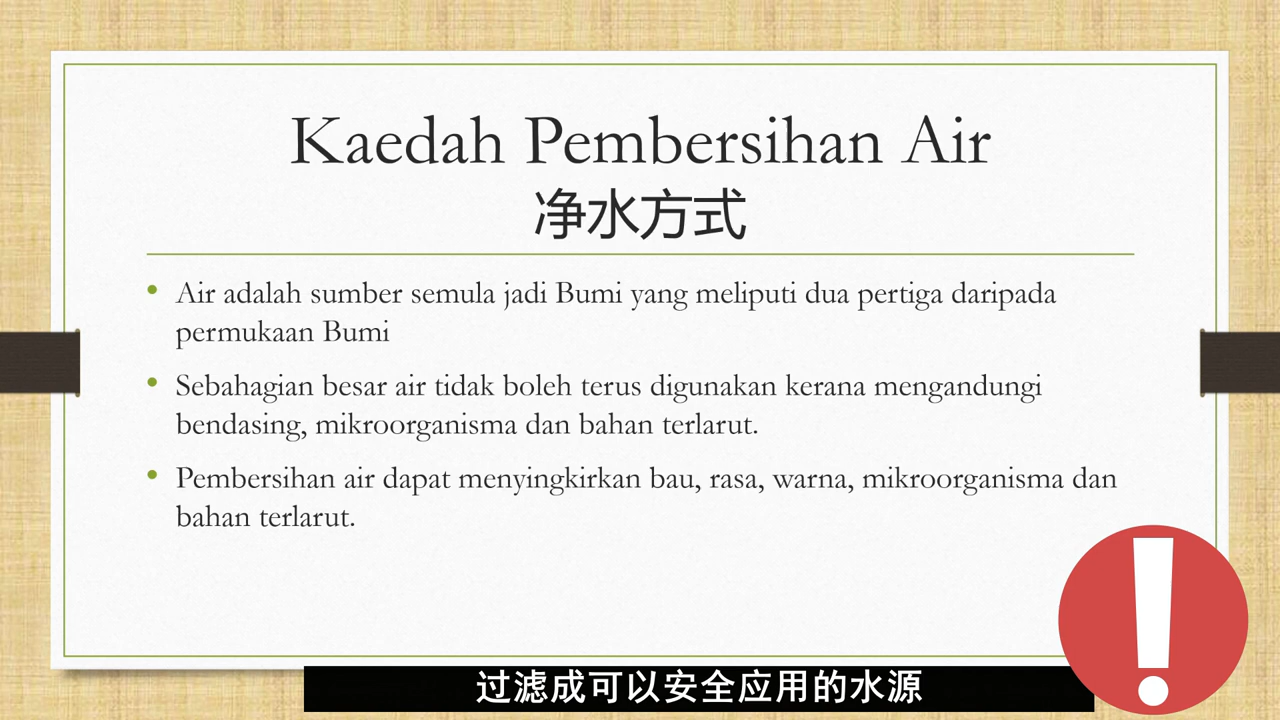 Kaedah Pembersihan Air
净水方式
• Air adalah sumber semula jadi Bumi yang meliputi dua pertiga daripada
permukaan Bumi
• Sebahagian besar air tidak boleh terus digunakan kerana mengandungi
bendasing, mikroorganisma dan bahan terlarut.
• Pembersihan air dapat menyingkirkan bau, rasa, warna, mikroorganisma dan
bahan terlarut.
过滤成可以安全应用的水源